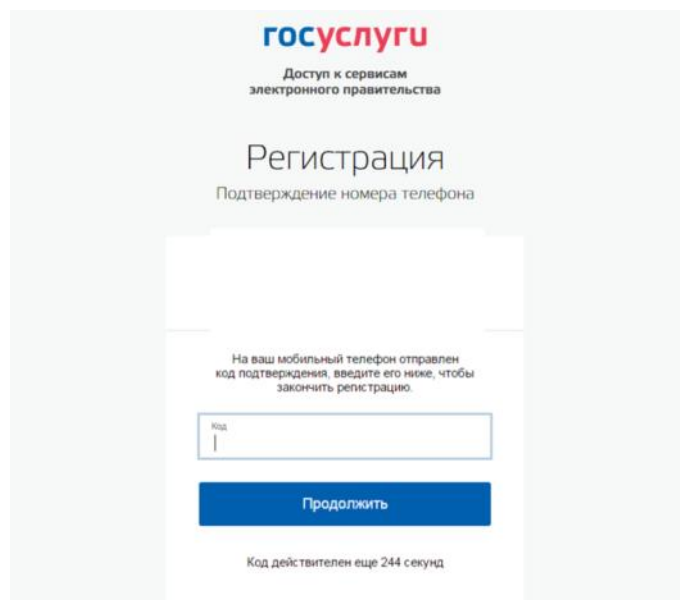 госуслуги
Доступ к сервисам
электронного правительства
Регистрация
Подтверждение номера телефона
На ваш мобильный телефон отправлен
код подтверждения, введите его ниже, чтобы
закончить регистрацию.
Код
Продолжить
Код действителен еще 244 секунд